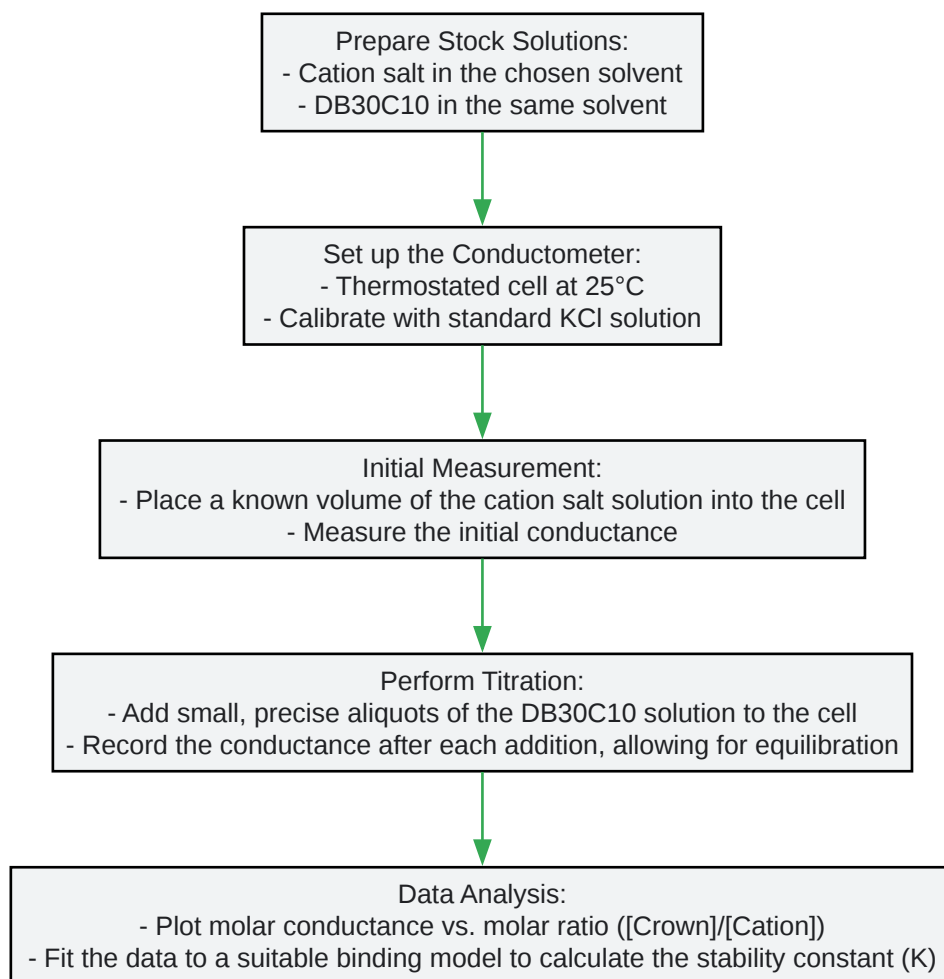 Prepare Stock Solutions:
- Cation salt in the chosen solvent
- DB30C10 in the same solvent
Set up the Conductometer:
- Thermostated cell at 25°C
- Calibrate with standard KCl solution
Initial Measurement:
- Place a known volume of the cation salt solution into the cell
- Measure the initial conductance
Perform Titration:
- Add small, precise aliquots of the DB30C10 solution to the cell
- Record the conductance after each addition, allowing for equilibration
Data Analysis:
- Plot molar conductance vs. molar ratio ([Crown]/[Cation])
- Fit the data to a suitable binding model to calculate the stability constant (K)